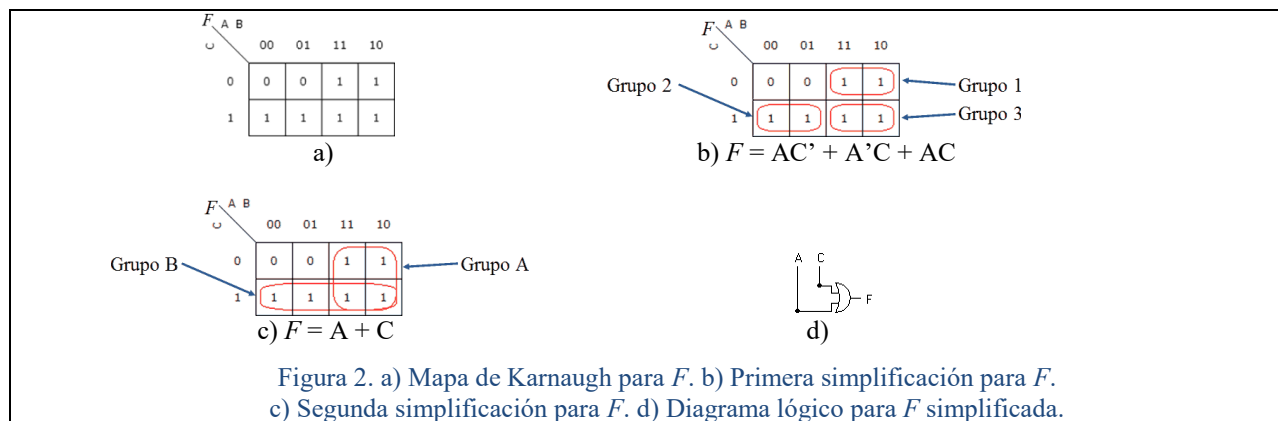 F A B
C
00 01 11 10
0 0 0 1 1
1 1 1 1 1
a)
F A B
C
00 01 11 10
0 0 0 1 1
1 1 1 1 1
Grupo 2
Grupo 1
Grupo 3
b) F = AC’ + A’C + AC
F A B
C
00 01 11 10
0 0 0 1 1
1 1 1 1 1
Grupo B
Grupo A
c) F = A + C
A C
F
d)
Figura 2. a) Mapa de Karnaugh para F. b) Primera simplificación para F.
c) Segunda simplificación para F. d) Diagrama lógico para F simplificada.